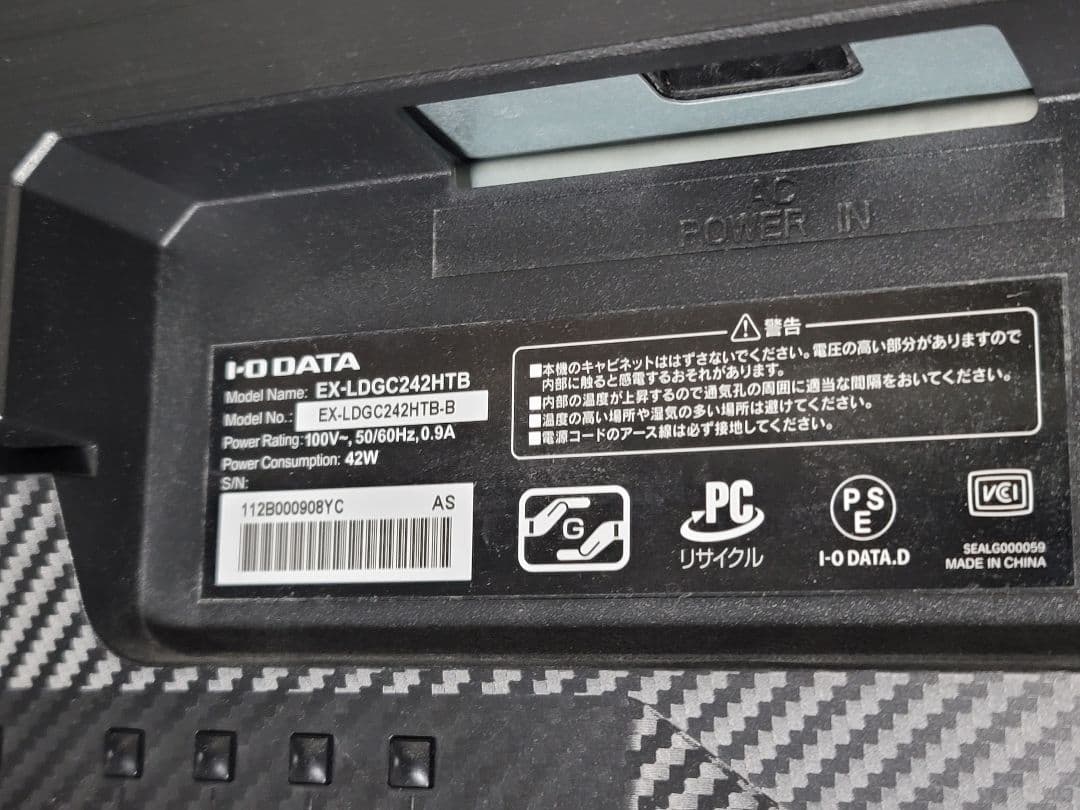 AC
POWER IN
I-O DATA
Model Name: EX-LDGC242HTB
Model No.: EX-LDGC242HTB-B
Power Rating: 100V~, 50/60Hz, 0.9A
Power Consumption: 42W
S/N:
112B000908YC AS
⚠警告
■本機のキャビネットははずさないでください。電圧の高い部分がありますので
内部に触ると感電するおそれがあります。
■内部の温度が上昇するので通気孔の周囲に適当な間隔をおいてください。
■温度の高い場所や湿気の多い場所は避けてください。
■電源コードのアース線は必ず接地してください。
G
PC
リサイクル
PS
E
I-O DATA.D
VCI
SEALG000059
MADE IN CHINA